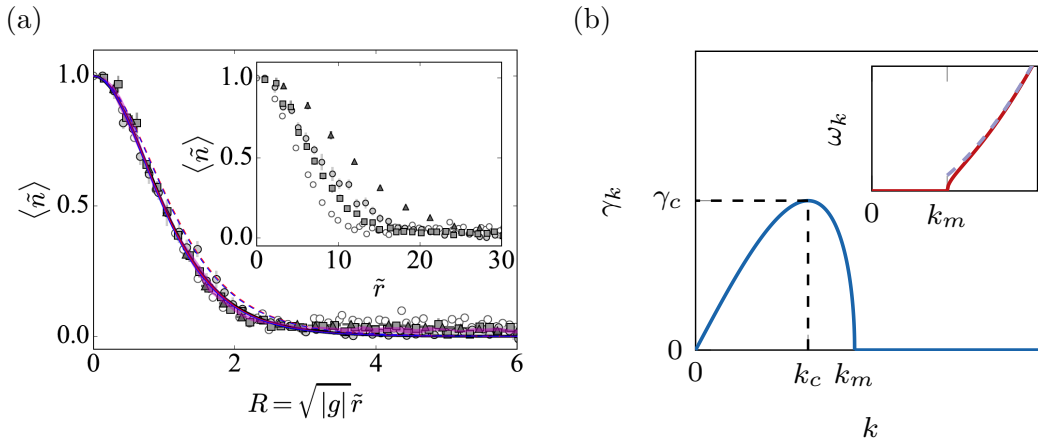 (a)
⟨ñ⟩
1.0
0.5
0.0
0 2 4 6
R = √|g| r̃
⟨ñ⟩
1.0
0.5
0.0
0 10 20 30
r̃
(b)
γk
γc
0
0 kc km
k
ωk
0 km